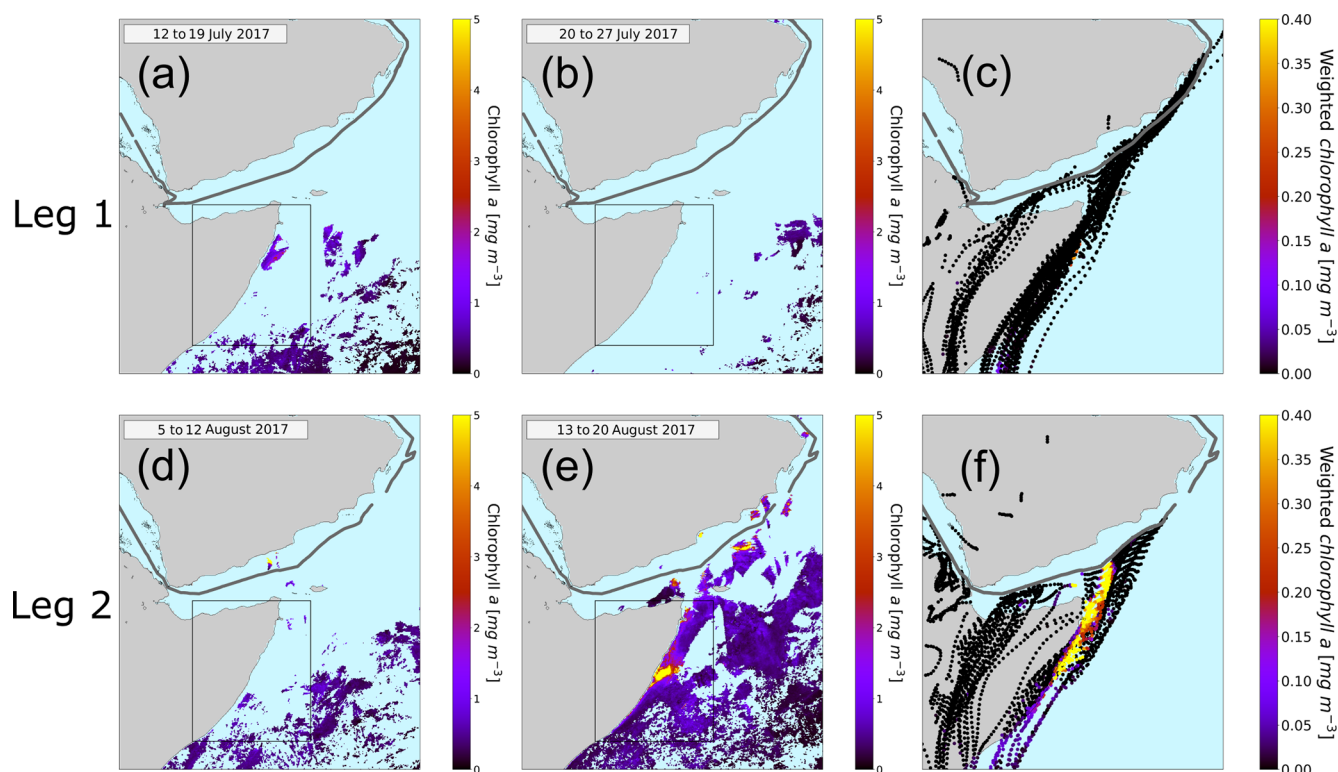 12 to 19 July 2017
(a)
5
4
3
2
1
0
Chlorophyll a [mg m⁻³]
20 to 27 July 2017
(b)
5
4
3
2
1
0
Chlorophyll a [mg m⁻³]
(c)
0.40
0.35
0.30
0.25
0.20
0.15
0.10
0.05
0.00
Weighted chlorophyll a [mg m⁻³]
Leg 1
5 to 12 August 2017
(d)
5
4
3
2
1
0
Chlorophyll a [mg m⁻³]
13 to 20 August 2017
(e)
5
4
3
2
1
0
Chlorophyll a [mg m⁻³]
(f)
0.40
0.35
0.30
0.25
0.20
0.15
0.10
0.05
0.00
Weighted chlorophyll a [mg m⁻³]
Leg 2